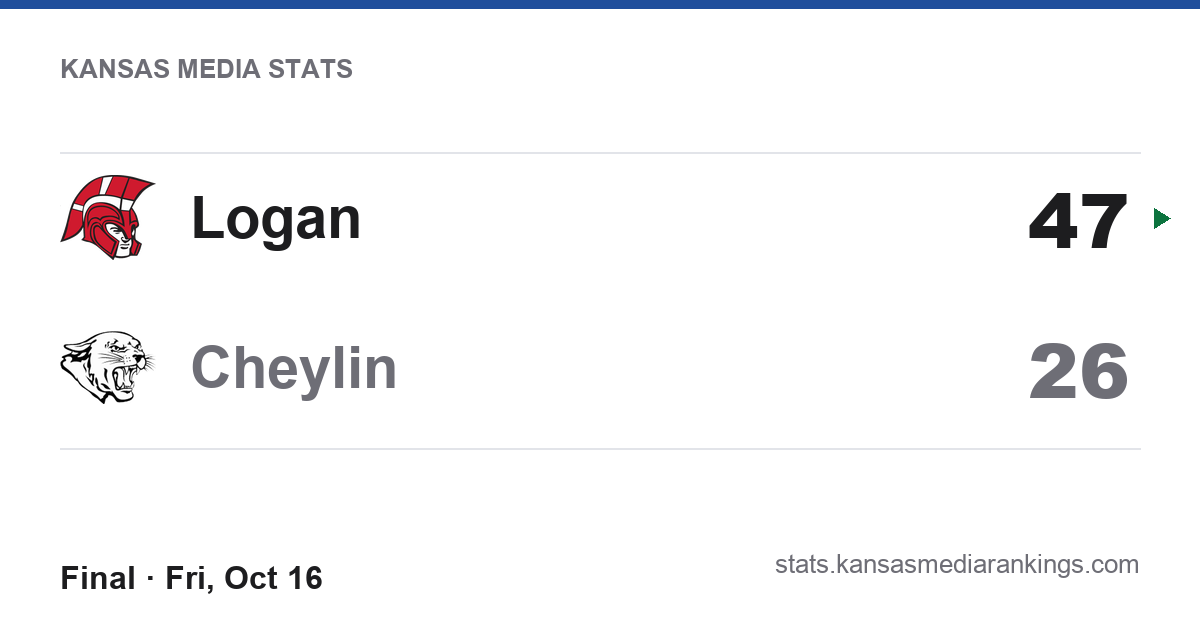 KANSAS MEDIA STATS
Logan 47
Cheylin 26
Final · Fri, Oct 16
stats.kansasmediarankings.com